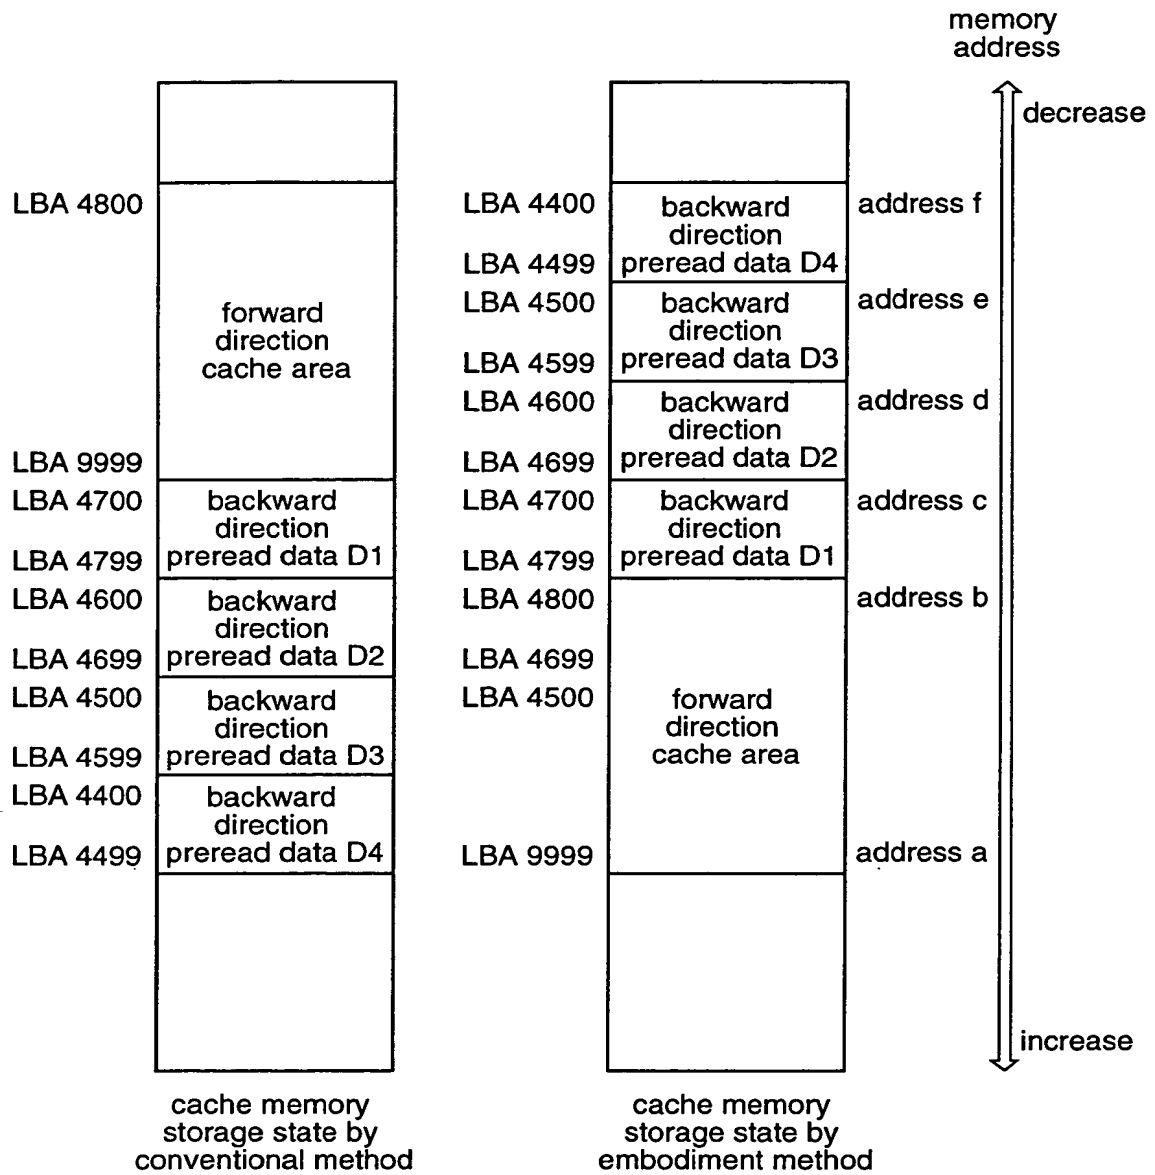 memory
address
decrease
LBA 4800
forward
direction
cache area
LBA 9999
LBA 4700
backward
direction
LBA 4799
preread data D1
LBA 4600
backward
direction
LBA 4699
preread data D2
LBA 4500
backward
direction
LBA 4599
preread data D3
LBA 4400
backward
direction
LBA 4499
preread data D4
cache memory
storage state by
conventional method
LBA 4400
backward
address f
direction
LBA 4499
preread data D4
LBA 4500
backward
address e
direction
LBA 4599
preread data D3
LBA 4600
backward
address d
direction
LBA 4699
preread data D2
LBA 4700
backward
address c
direction
LBA 4799
preread data D1
LBA 4800
address b
LBA 4699
LBA 4500
forward
direction
cache area
LBA 9999
address a
increase
cache memory
storage state by
embodiment method